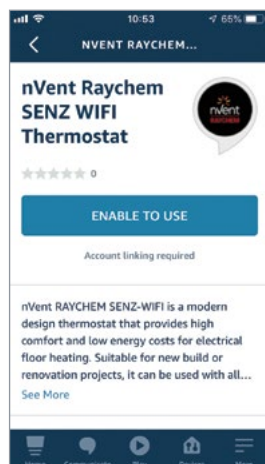 10:53
65%
NVENT RAYCHEM...
nVent Raychem
SENZ WIFI
Thermostat
nVent
RAYCHEM
0
ENABLE TO USE
Account linking required
nVent RAYCHEM SENZ-WIFI is a modern
design thermostat that provides high
comfort and low energy costs for electrical
floor heating. Suitable for new build or
renovation projects, it can be used with all...
See More